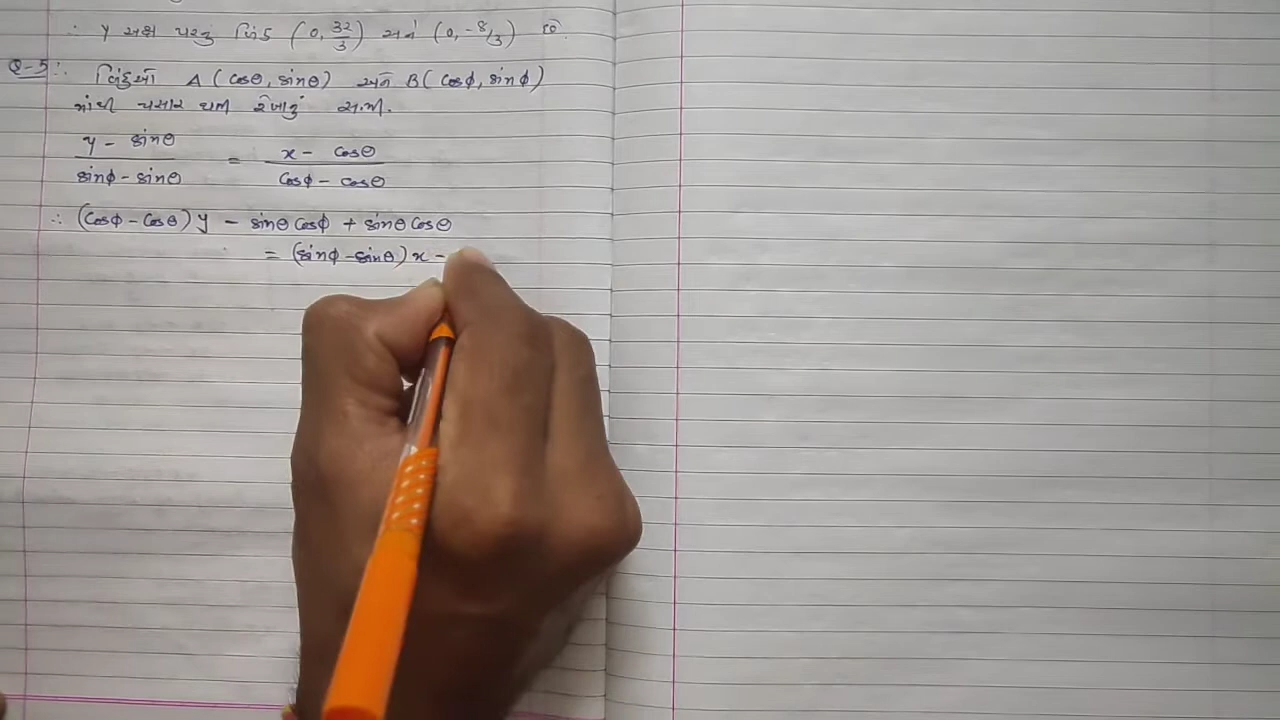 ∴ Y અક્ષ પરનું બિંદુ (0, 32/3) અને (0, -8/3) છે.
Q-5 :. બિંદુઓ A (cosθ, sinθ) અને B( cosϕ, sinϕ)
માંથી પસાર થતી રેખાનું સ.મી.
y - sinθ / sinϕ - sinθ = x - cosθ / cosϕ - cosθ
∴ (cosϕ - cosθ) y - sinθ cosϕ + sinθ cosθ
= (sinϕ - sinθ) x -